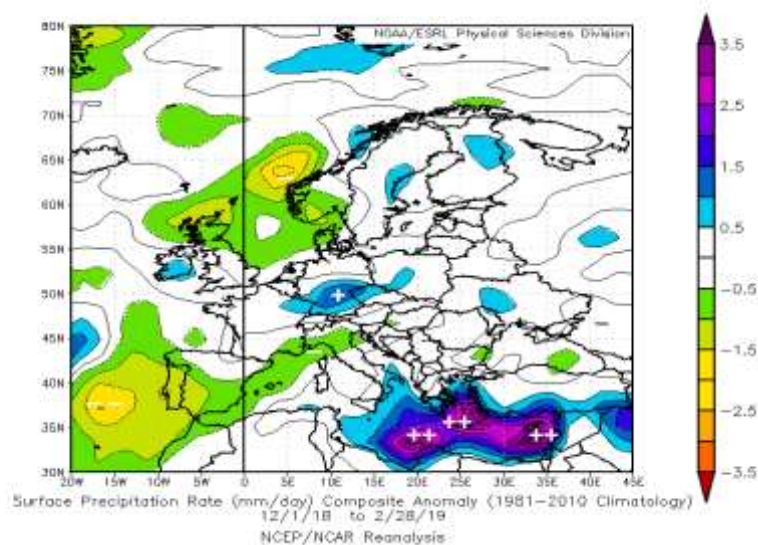 NOAA/ESRL Physical Sciences Division
80N
75N
70N
65N
60N
55N
50N
45N
40N
35N
30N
20W 15W 10W 5W 0 5E 10E 15E 20E 25E 30E 35E 40E 45E
3.5
2.5
1.5
0.5
-0.5
-1.5
-2.5
-3.5
Surface Precipitation Rate (mm/day) Composite Anomaly (1981-2010 Climatology)
12/1/18 to 2/28/19
NCEP/NCAR Reanalysis